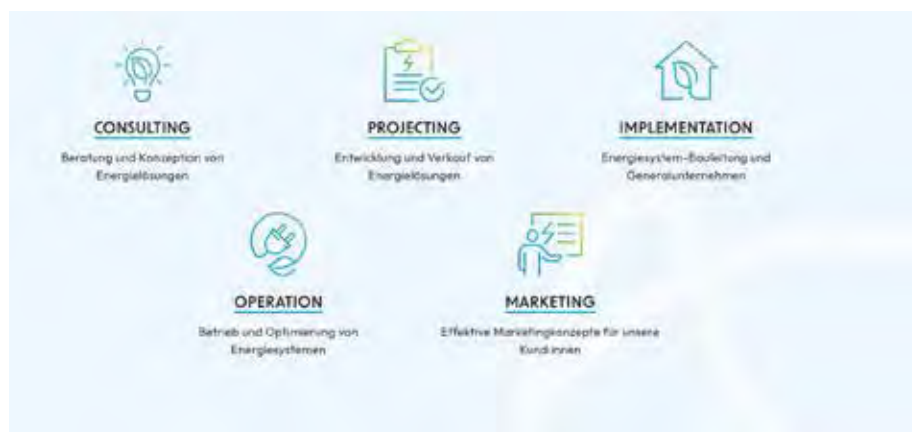 CONSULTING
Beratung und Konzeption von
Energielösungen
PROJECTING
Entwicklung und Verkauf von
Energielösungen
IMPLEMENTATION
Energiesystem-Bauleitung und
Generalunternehmen
OPERATION
Betrieb und Optimierung von
Energiesystemen
MARKETING
Effektive Marketingkonzepte für unsere
Kund:innen